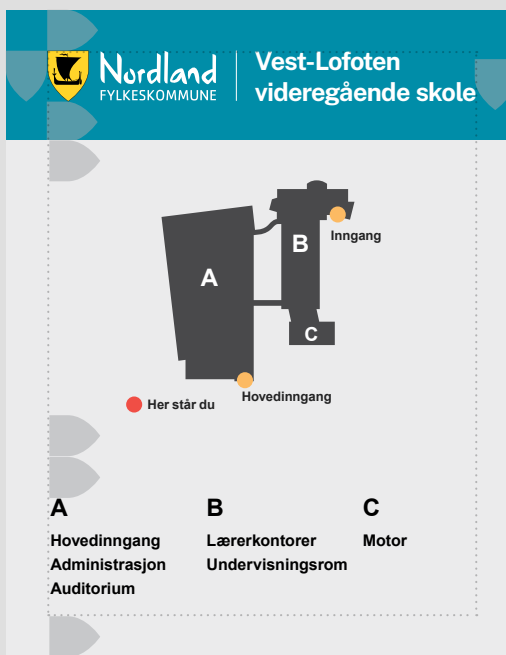 Nordland
FYLKESKOMMUNE
Vest-Lofoten
videregående skole
B
Inngang
A
C
Hovedinngang
Her står du
A
Hovedinngang
Administrasjon
Auditorium
B
Lærerkontorer
Undervisningsrom
C
Motor